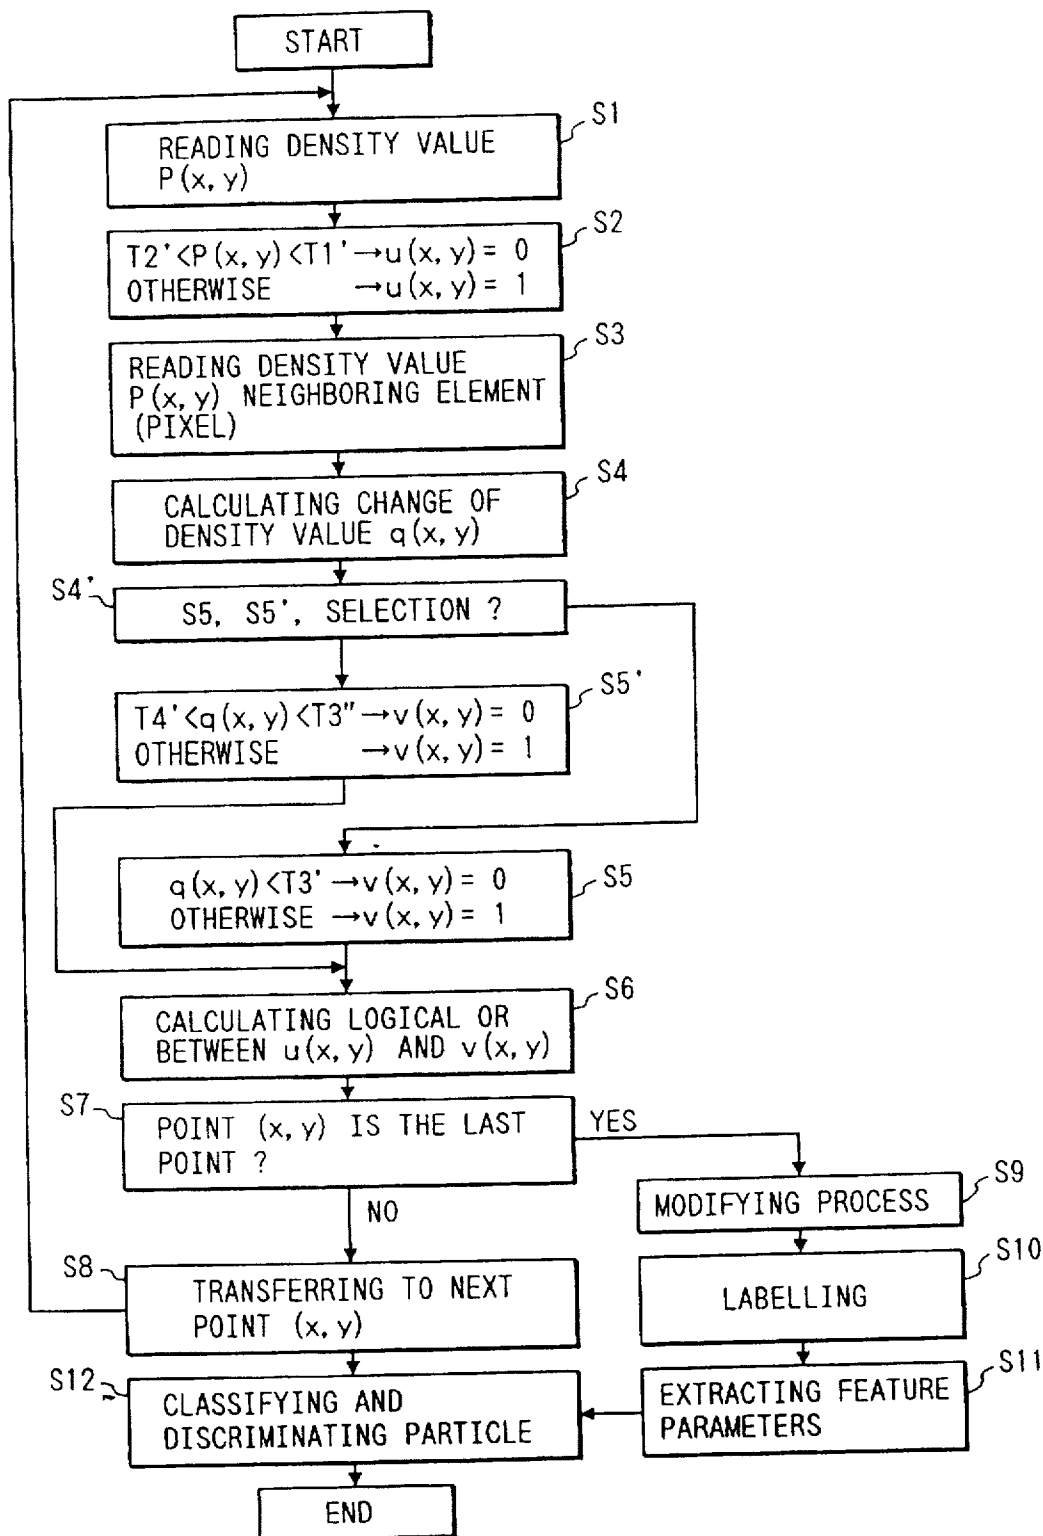 START
S1
READING DENSITY VALUE
P(x, y)
S2
T2'<P(x, y)<T1'→u(x, y)= 0
OTHERWISE →u(x, y)= 1
S3
READING DENSITY VALUE
P(x, y) NEIGHBORING ELEMENT
(PIXEL)
S4
CALCULATING CHANGE OF
DENSITY VALUE q(x, y)
S4'
S5, S5', SELECTION ?
S5'
T4'<q(x, y)<T3"→v(x, y)= 0
OTHERWISE →v(x, y)= 1
S5
q(x, y)<T3'→v(x, y)= 0
OTHERWISE →v(x, y)= 1
S6
CALCULATING LOGICAL OR
BETWEEN u(x, y) AND v(x, y)
S7
POINT (x, y) IS THE LAST
POINT ?
YES
NO
S9
MODIFYING PROCESS
S8
TRANSFERRING TO NEXT
POINT (x, y)
S10
LABELLING
S11
EXTRACTING FEATURE
PARAMETERS
S12
CLASSIFYING AND
DISCRIMINATING PARTICLE
END